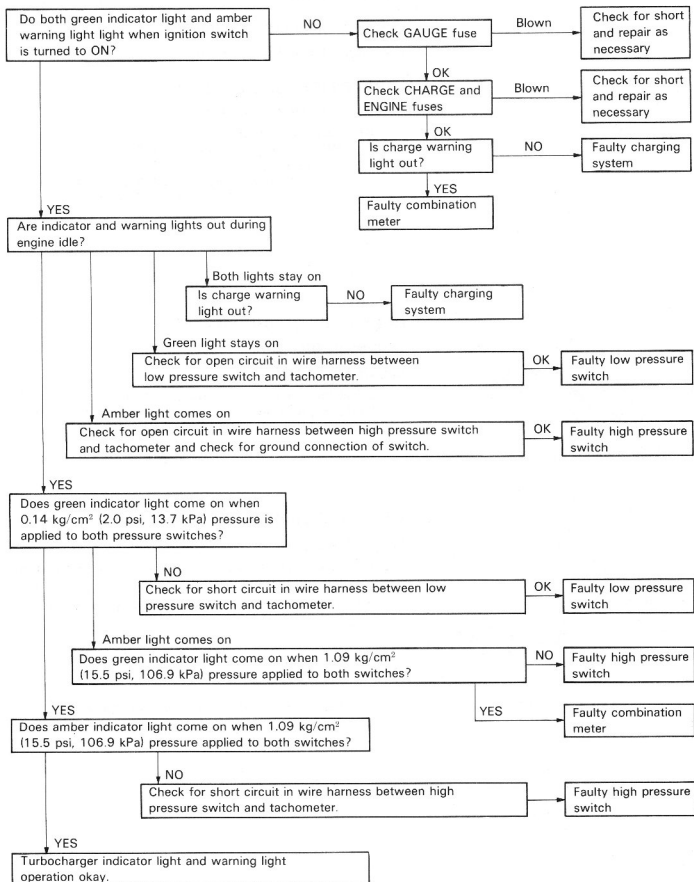 Do both green indicator light and amber
warning light light when ignition switch
is turned to ON?
NO
Check GAUGE fuse
Blown
Check for short
and repair as
necessary
OK
Check CHARGE and
ENGINE fuses
Blown
Check for short
and repair as
necessary
OK
Is charge warning
light out?
NO
Faulty charging
system
YES
Faulty combination
meter
YES
Are indicator and warning lights out during
engine idle?
Both lights stay on
Is charge warning
light out?
NO
Faulty charging
system
Green light stays on
Check for open circuit in wire harness between
low pressure switch and tachometer.
OK
Faulty low pressure
switch
Amber light comes on
Check for open circuit in wire harness between high pressure switch
and tachometer and check for ground connection of switch.
OK
Faulty high pressure
switch
YES
Does green indicator light come on when
0.14 kg/cm² (2.0 psi, 13.7 kPa) pressure is
applied to both pressure switches?
NO
Check for short circuit in wire harness between low
pressure switch and tachometer.
OK
Faulty low pressure
switch
Amber light comes on
Does green indicator light come on when 1.09 kg/cm²
(15.5 psi, 106.9 kPa) pressure applied to both switches?
NO
Faulty high pressure
switch
YES
Faulty combination
meter
YES
Does amber indicator light come on when 1.09 kg/cm²
(15.5 psi, 106.9 kPa) pressure applied to both switches?
NO
Check for short circuit in wire harness between high
pressure switch and tachometer.
Faulty high pressure
switch
YES
Turbocharger indicator light and warning light
operation okay.